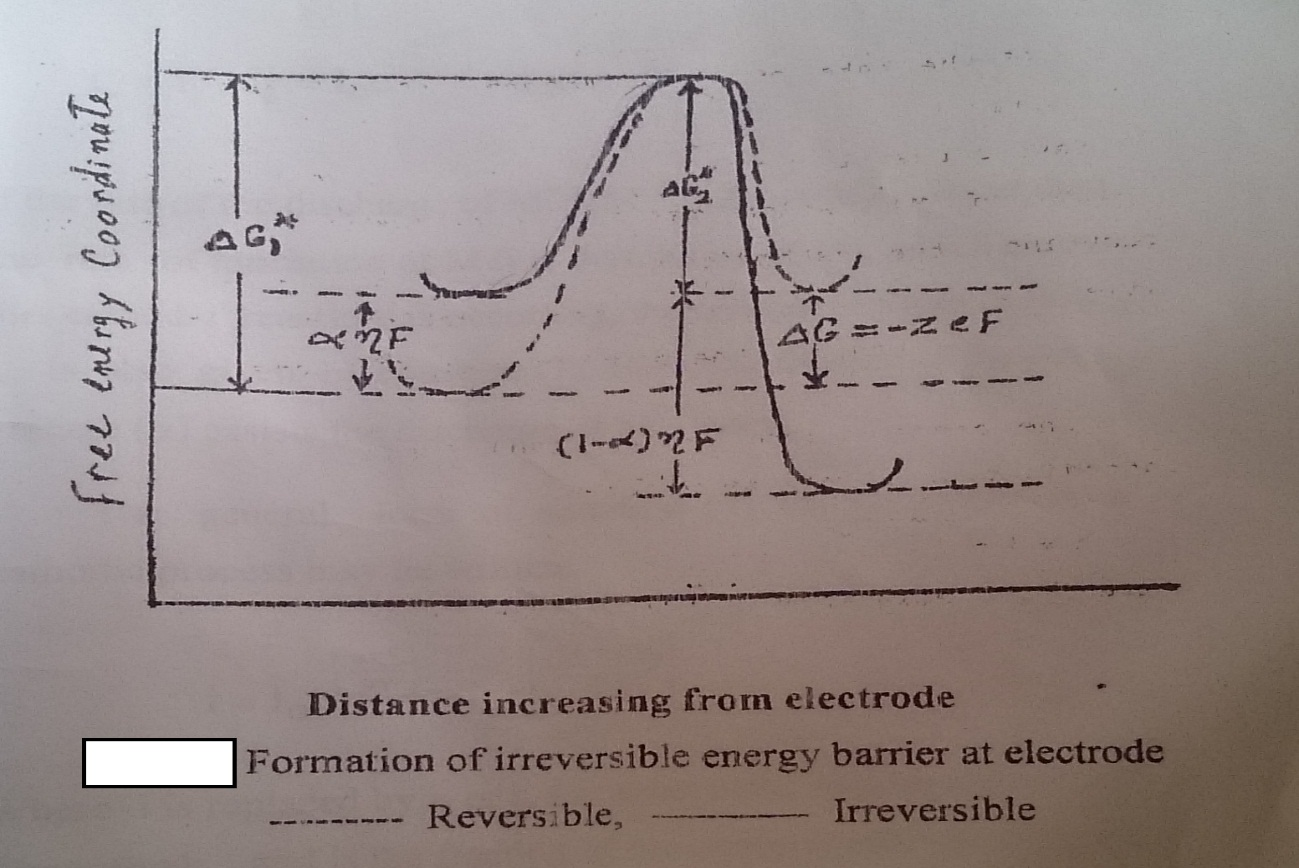 Free energy Coordinate
ΔG₁*
ΔG₂*
αηF
ΔG = -zeF
(1-α)ηF
Distance increasing from electrode
Formation of irreversible energy barrier at electrode
Reversible, Irreversible